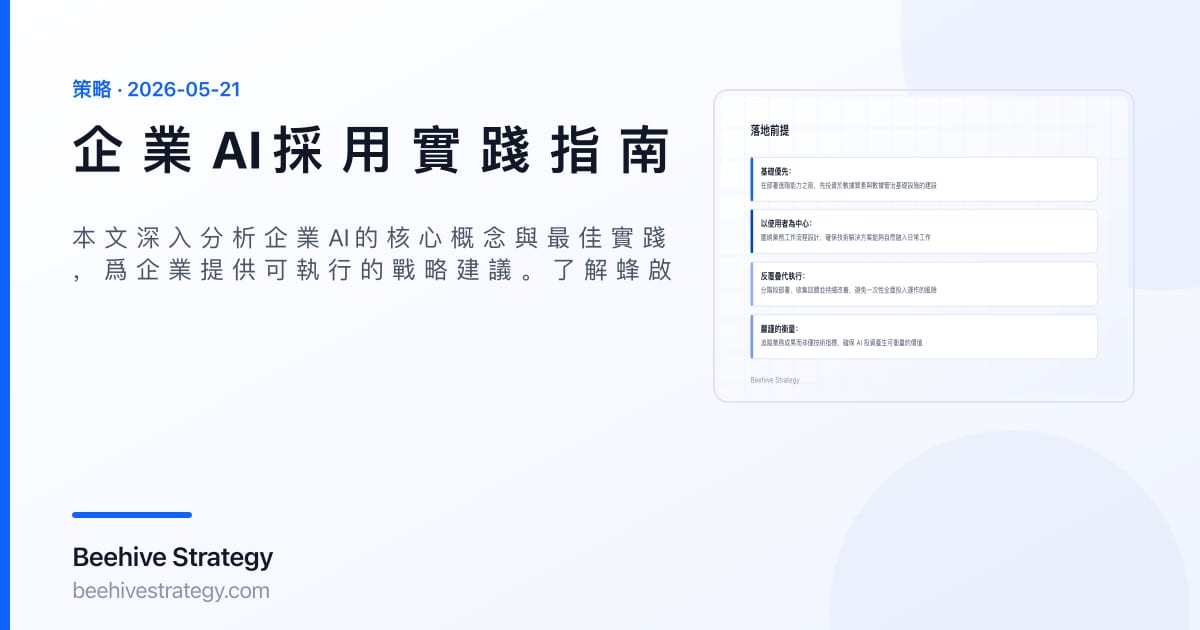 策略 · 2026-05-21
企業AI採用實踐指南
本文深入分析企業AI的核心概念與最佳實踐
，爲企業提供可執行的戰略建議。了解蜂啟
落地前提
基礎優先：
在部署進階能力之前，先投資於數據質素與數據管治基礎設施的建設
以使用者為中心：
圍繞業務工作流程設計，確保技術解決方案能夠自然融入日常工作
反覆疊代執行：
分階段部署、收集回饋並持續改善，避免一次性全面投入運作的風險
嚴謹的衡量：
追蹤業務成果而非僅技術指標，確保 AI 投資產生可衡量的價值
Beehive Strategy
Beehive Strategy
beehivestrategy.com